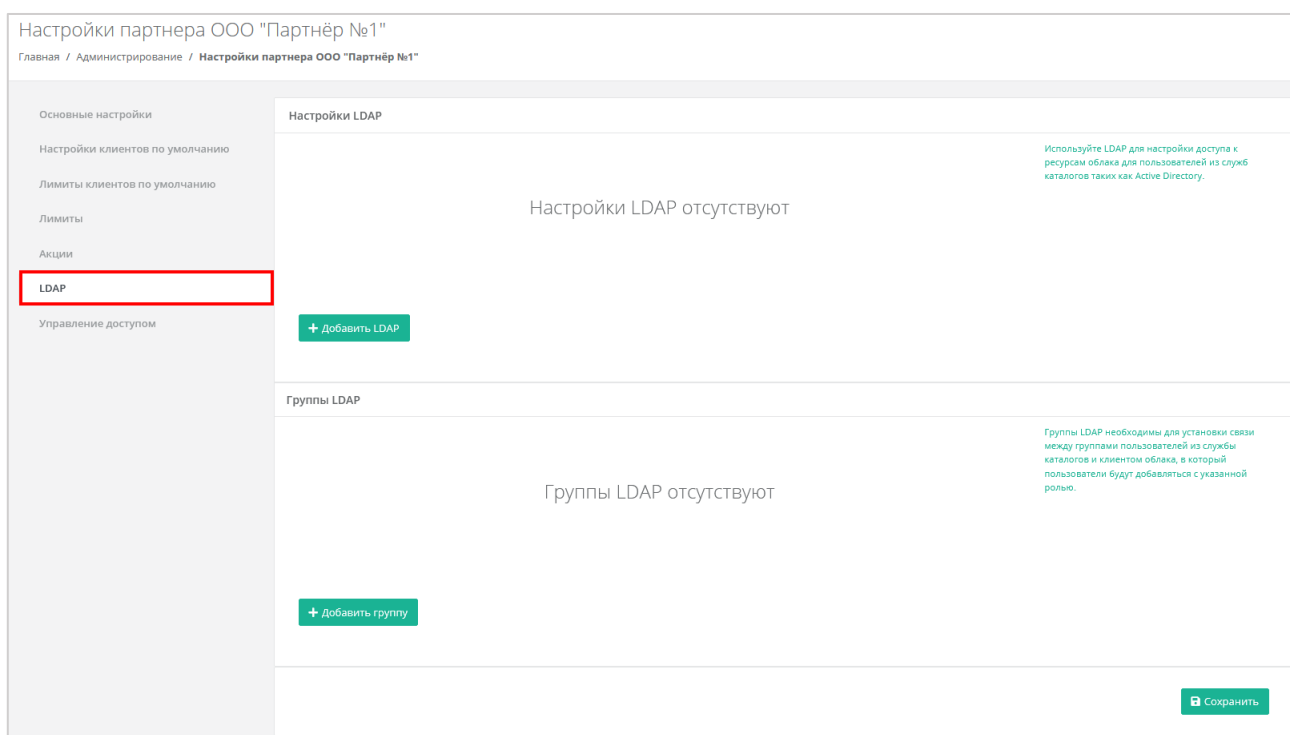 Настройки партнера ООО "Партнёр №1"
Главная / Администрирование / Настройки партнера ООО "Партнёр №1"
Основные настройки
Настройки клиентов по умолчанию
Лимиты клиентов по умолчанию
Лимиты
Акции
LDAP
Управление доступом
Настройки LDAP
Используйте LDAP для настройки доступа к
ресурсам облака для пользователей из служб
каталогов таких как Active Directory.
Настройки LDAP отсутствуют
+ Добавить LDAP
Группы LDAP
Группы LDAP необходимы для установки связи
между группами пользователей из службы
каталогов и клиентом облака, в который
пользователи будут добавляться с указанной
ролью.
Группы LDAP отсутствуют
+ Добавить группу
Сохранить